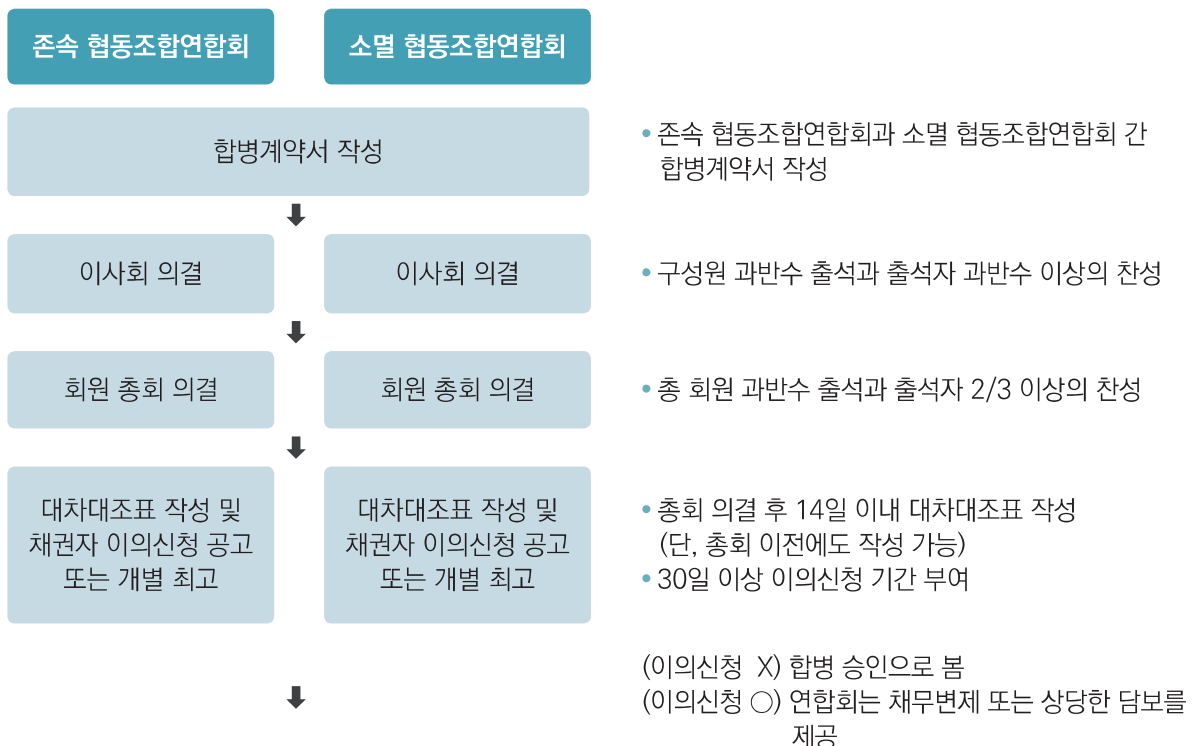 존속 협동조합연합회
소멸 협동조합연합회
합병계약서 작성
• 존속 협동조합연합회과 소멸 협동조합연합회 간
합병계약서 작성
이사회 의결
이사회 의결
• 구성원 과반수 출석과 출석자 과반수 이상의 찬성
회원 총회 의결
회원 총회 의결
• 총 회원 과반수 출석과 출석자 2/3 이상의 찬성
대차대조표 작성 및
채권자 이의신청 공고
또는 개별 최고
대차대조표 작성 및
채권자 이의신청 공고
또는 개별 최고
• 총회 의결 후 14일 이내 대차대조표 작성
(단, 총회 이전에도 작성 가능)
• 30일 이상 이의신청 기간 부여
(이의신청 X) 합병 승인으로 봄
(이의신청 ○) 연합회는 채무변제 또는 상당한 담보를
제공